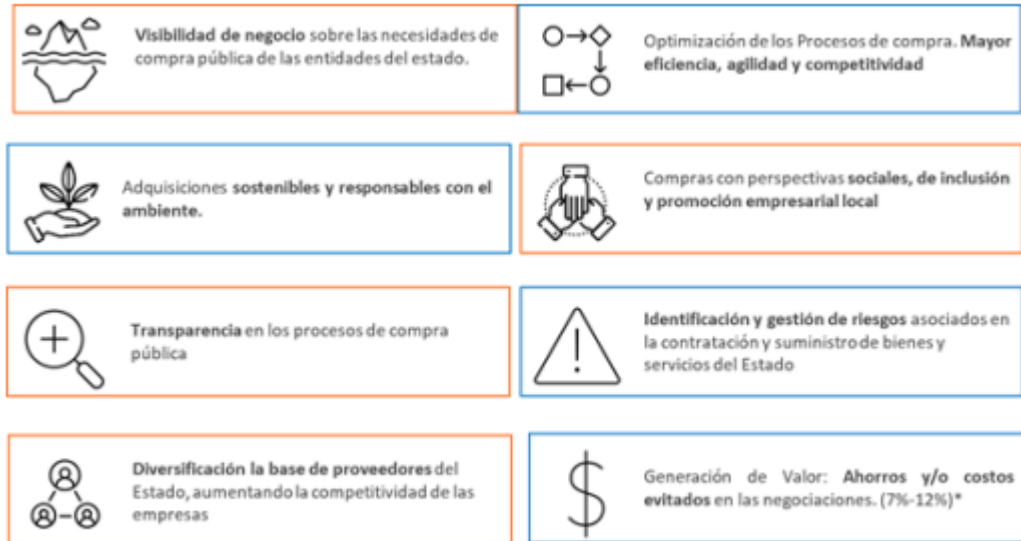 Visibilidad de negocio sobre las necesidades de
compra pública de las entidades del estado.
Optimización de los Procesos de compra. Mayor
eficiencia, agilidad y competitividad
Adquisiciones sostenibles y responsables con el
ambiente.
Compras con perspectivas sociales, de inclusión
y promoción empresarial local
Transparencia en los procesos de compra
pública
Identificación y gestión de riesgos asociados en
la contratación y suministro de bienes y
servicios del Estado
Diversificación la base de proveedores del
Estado, aumentando la competitividad de las
empresas
Generación de Valor: Ahorros y/o costos
evitados en las negociaciones. (7%-12%)*